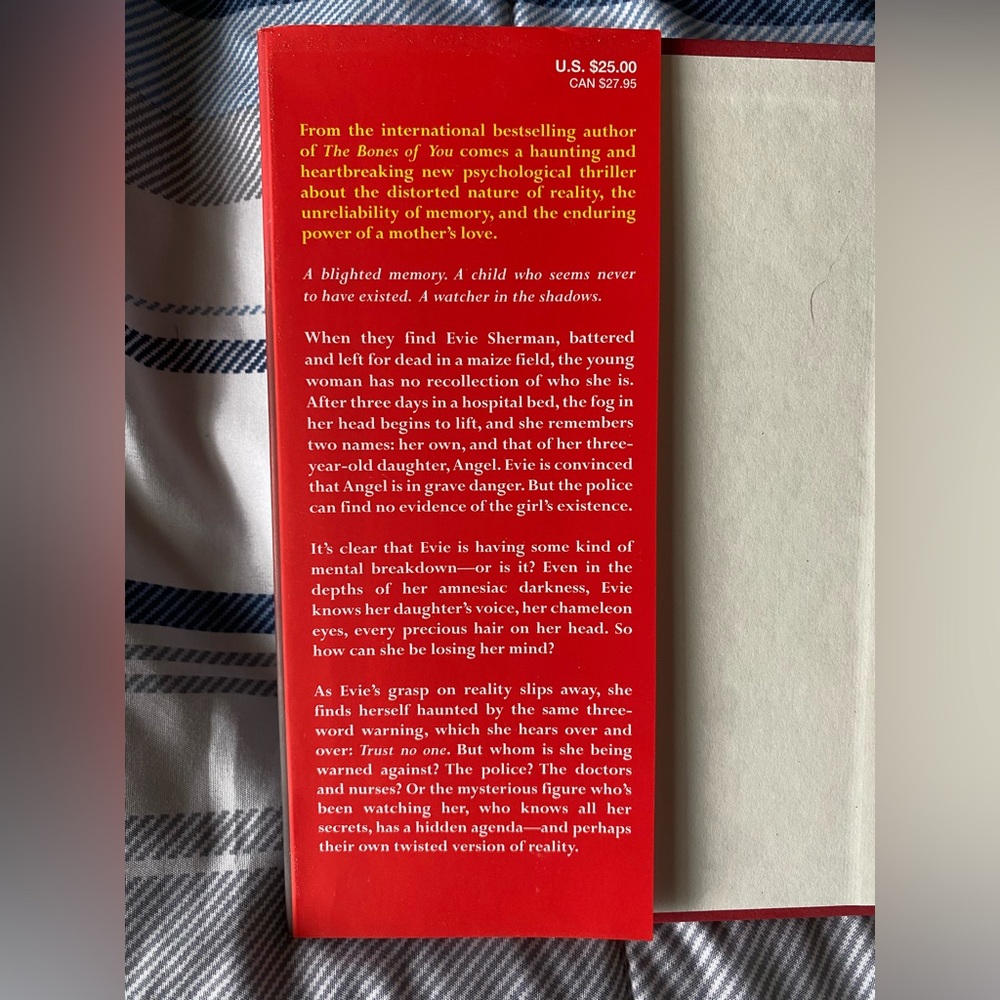 U.S. $25.00
CAN $27.95
From the international bestselling author
of The Bones of You comes a haunting and
heartbreaking new psychological thriller
about the distorted nature of reality, the
unreliability of memory, and the enduring
power of a mother's love.
A blighted memory. A child who seems never
to have existed. A watcher in the shadows.
When they find Evie Sherman, battered
and left for dead in a maize field, the young
woman has no recollection of who she is.
After three days in a hospital bed, the fog in
her head begins to lift, and she remembers
two names: her own, and that of her three-
year-old daughter, Angel. Evie is convinced
that Angel is in grave danger. But the police
can find no evidence of the girl's existence.
It's clear that Evie is having some kind of
mental breakdown—or is it? Even in the
depths of her amnesiac darkness, Evie
knows her daughter's voice, her chameleon
eyes, every precious hair on her head. So
how can she be losing her mind?
As Evie's grasp on reality slips away, she
finds herself haunted by the same three-
word warning, which she hears over and
over: Trust no one. But whom is she being
warned against? The police? The doctors
and nurses? Or the mysterious figure who's
been watching her, who knows all her
secrets, has a hidden agenda—and perhaps
their own twisted version of reality.